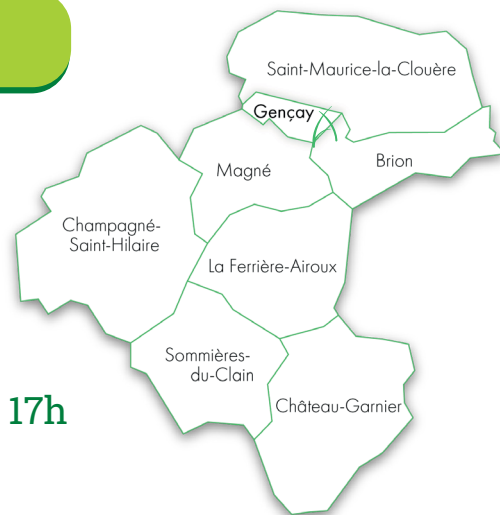 Saint-Maurice-la-Clouère
Gençay
Brion
Magné
Champagné-
Saint-Hilaire
La Ferrière-Airoux
Sommières-
du-Clain
17h
Château-Garnier